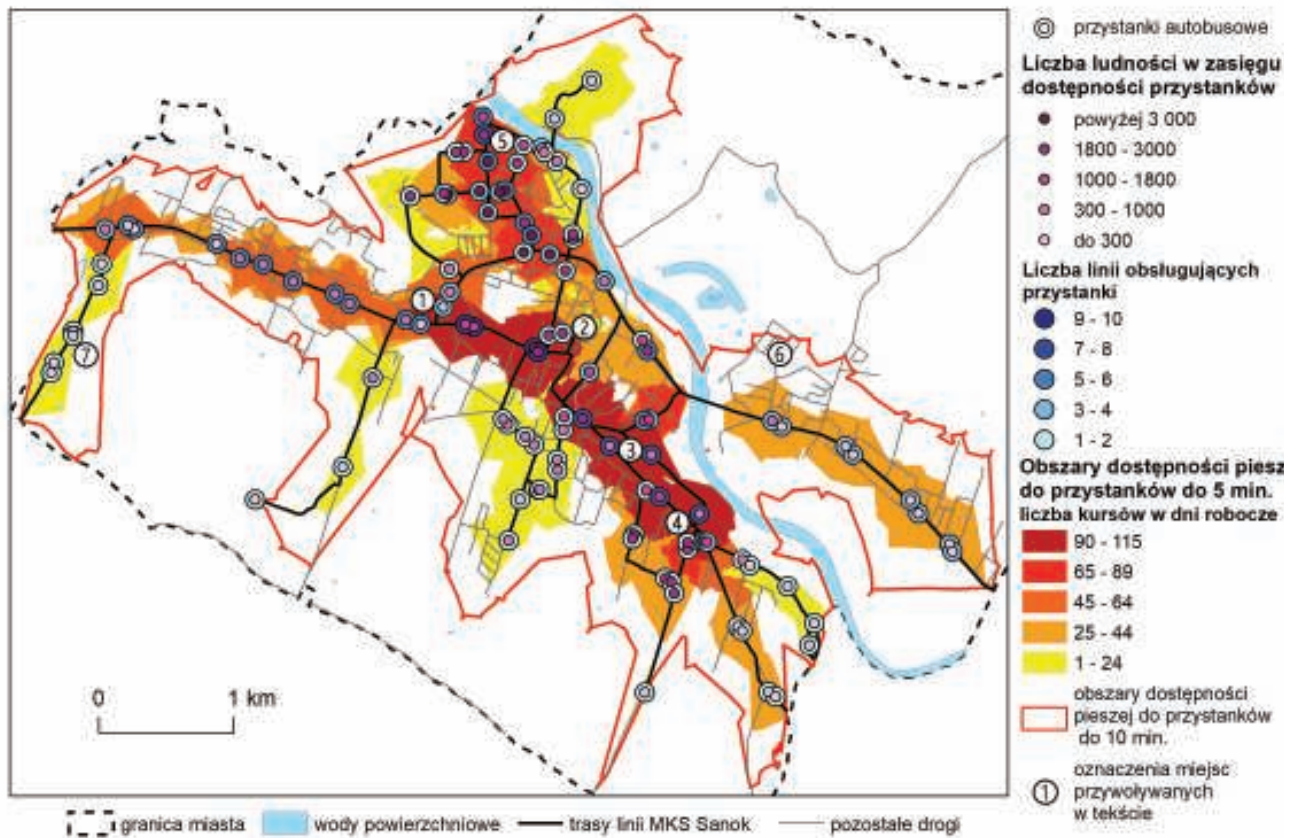 5
1
2
7
6
3
4
0 1 km
przystanki autobusowe
Liczba ludności w zasięgu
dostępności przystanków
powyżej 3 000
1800 - 3000
1000 - 1800
300 - 1000
do 300
Liczba linii obsługujących
przystanki
9 - 10
7 - 8
5 - 6
3 - 4
1 - 2
Obszary dostępności piesz
do przystanków do 5 min.
liczba kursów w dni robocze
90 - 115
65 - 89
45 - 64
25 - 44
1 - 24
obszary dostępności
pieszej do przystanków
do 10 min.
1
oznaczenia miejsc
przywoływanych
w tekście
granica miasta wody powierzchniowe trasy linii MKS Sanok pozostałe drogi